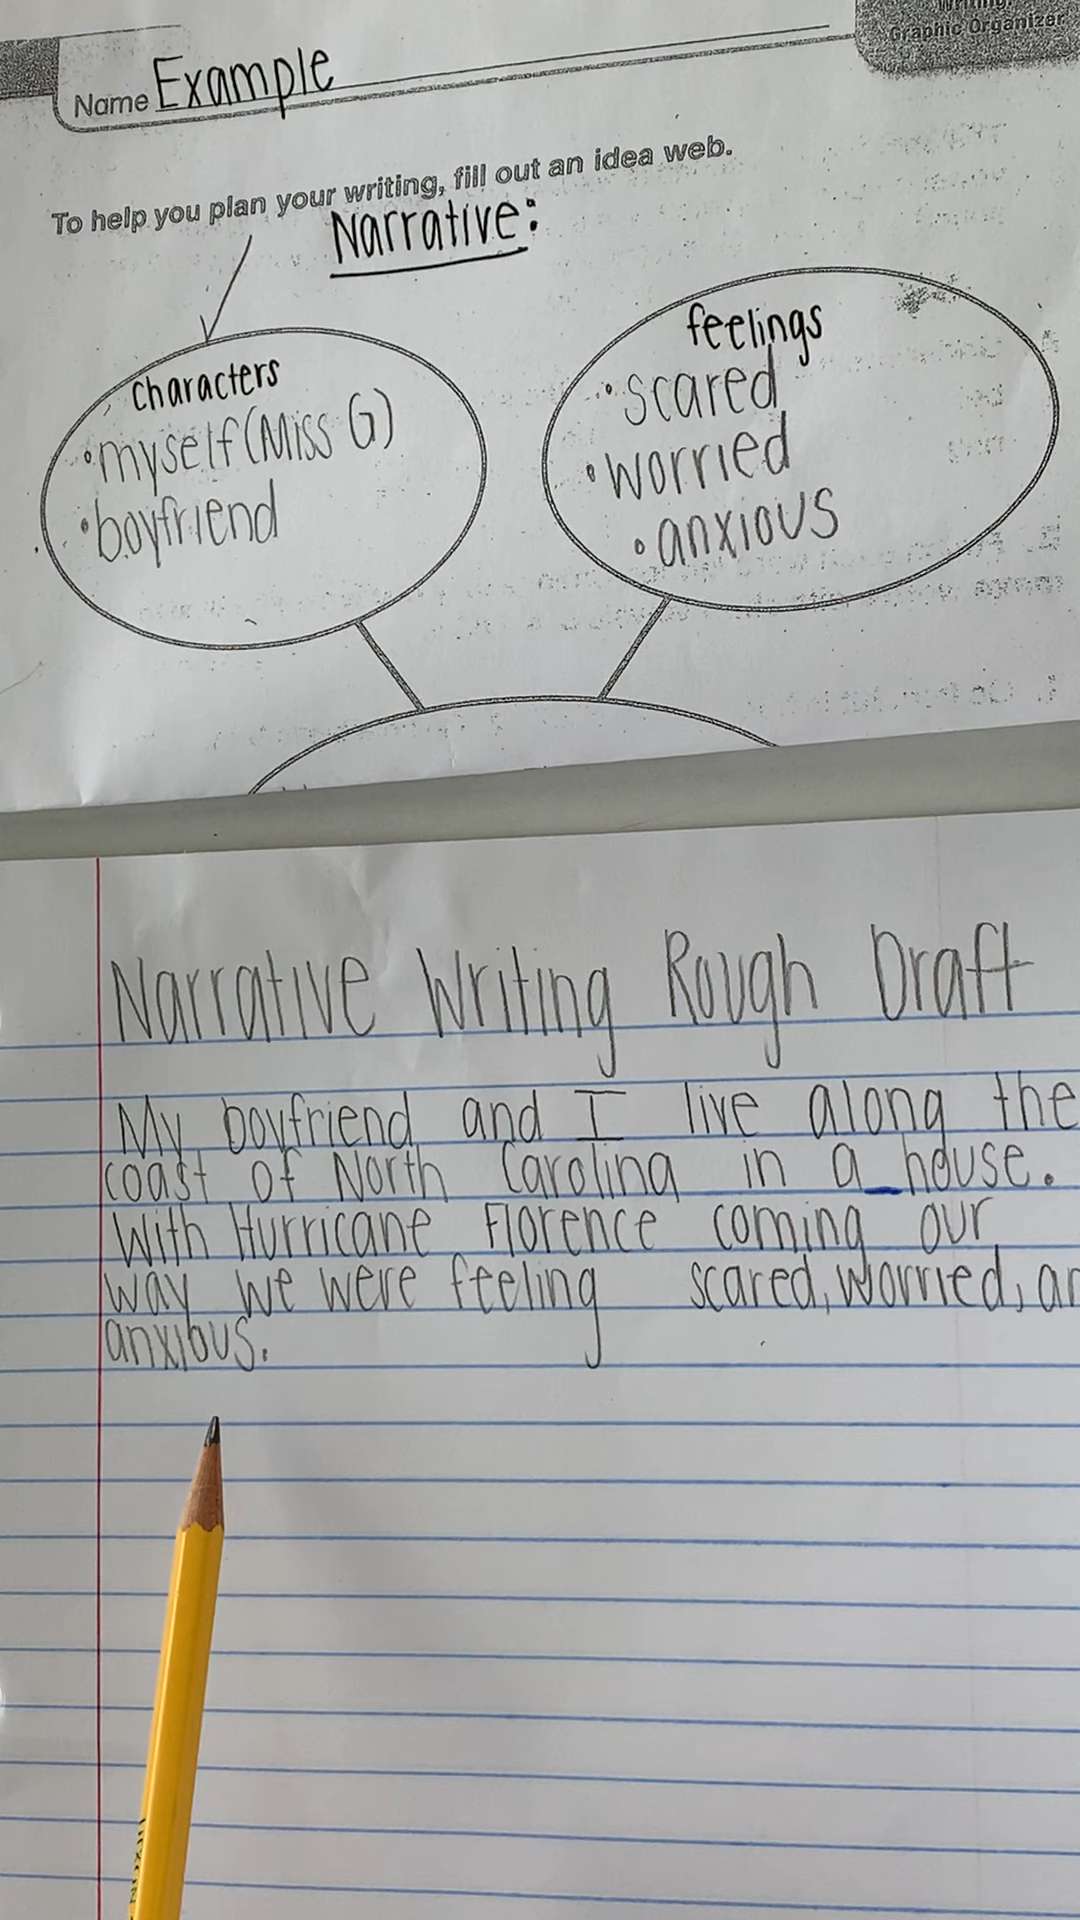 Writing:
Graphic Organizer
Name Example
To help you plan your writing, fill out an idea web.
Narrative:
Characters
•myself (Miss G)
•boyfriend
feelings
•scared
•worried
•anxious
Narrative Writing Rough Draft
My boyfriend and I live along the
coast of North Carolina in a house.
With Hurricane Florence coming our
way we were feeling scared, worried,
anxious.